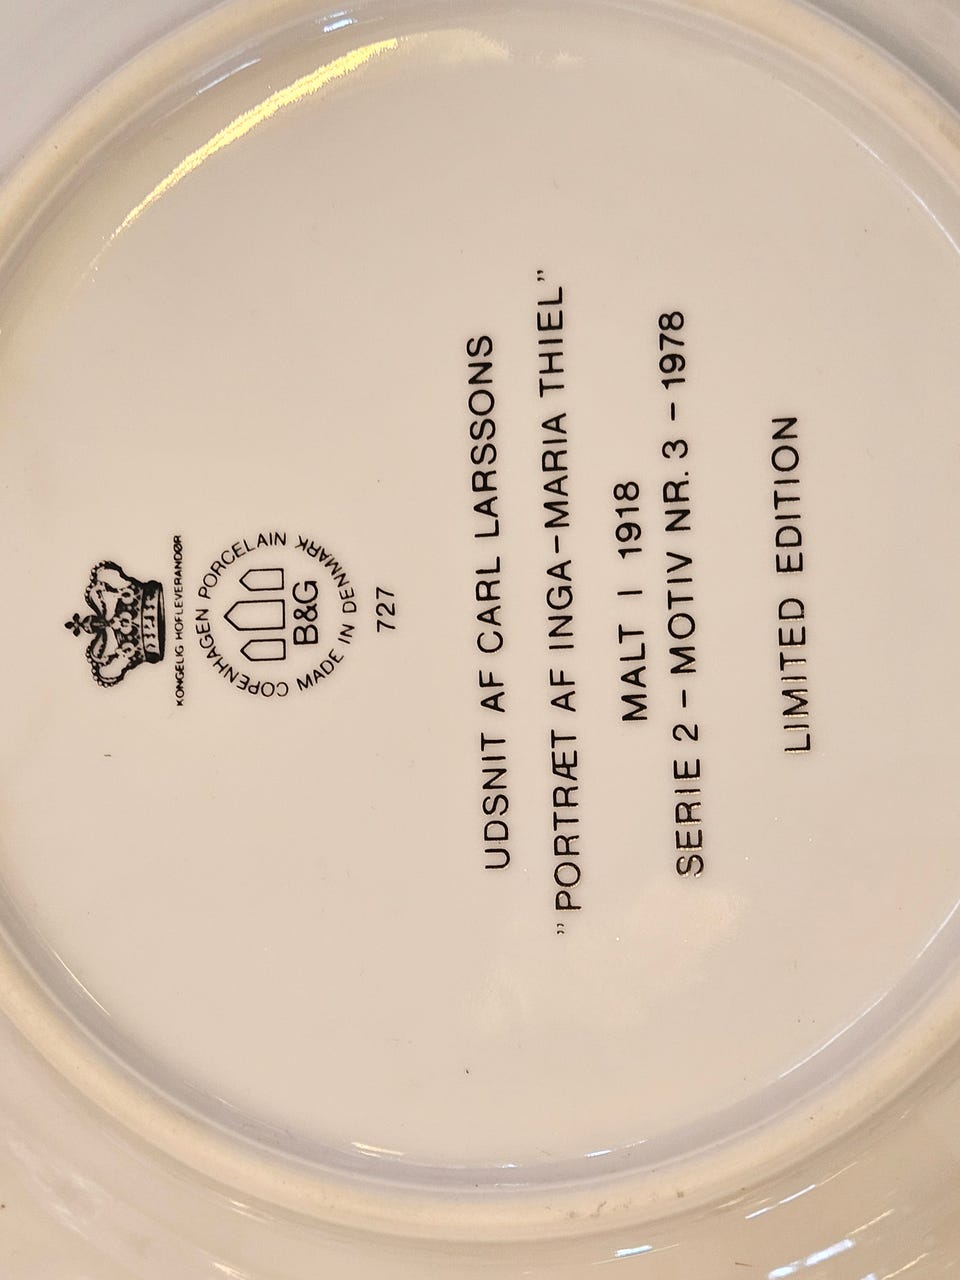 KONGELIG HOFLEVERANDØR
COPENHAGEN PORCELAIN
B&G
MADE IN DENMARK
727
UDSNIT AF CARL LARSSONS
”PORTRÆT AF INGA-MARIA THIEL”
MALT I 1918
SERIE 2 - MOTIV NR. 3 - 1978
LIMITED EDITION